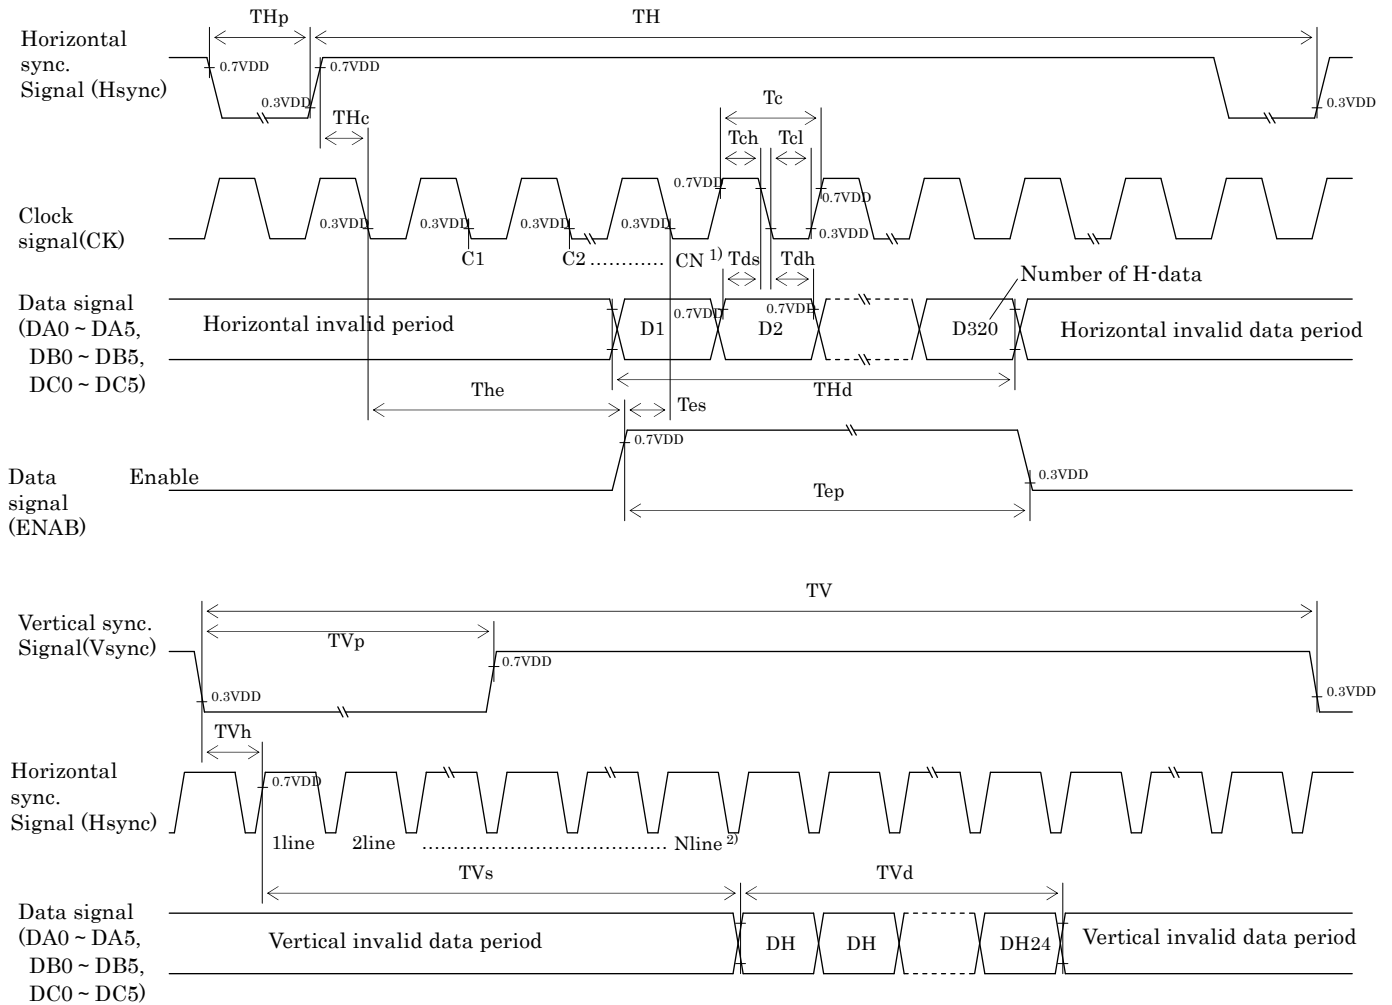 THp
TH
Horizontal
sync.
Signal (Hsync)
0.7VDD
0.7VDD
0.3VDD
0.3VDD
THc
Tc
Tch
Tcl
Clock
signal(CK)
0.3VDD
0.3VDD
0.3VDD
0.3VDD
0.7VDD
0.7VDD
0.3VDD
C1
C2 ............ CN 1)
Tds
Tdh
Number of H-data
Data signal
(DA0 ~ DA5,
DB0 ~ DB5,
DC0 ~ DC5)
Horizontal invalid period
D1
0.7VDD
D2
0.7VDD
D320
Horizontal invalid data period
The
THd
Tes
0.7VDD
Data Enable
signal
(ENAB)
0.3VDD
Tep
TV
Vertical sync.
Signal(Vsync)
TVp
0.7VDD
0.3VDD
0.3VDD
TVh
Horizontal
sync.
Signal (Hsync)
0.7VDD
1line 2line ........................................ Nline 2)
TVs
TVd
Data signal
(DA0 ~ DA5,
DB0 ~ DB5,
DC0 ~ DC5)
Vertical invalid data period
DH
DH
DH24
Vertical invalid data period